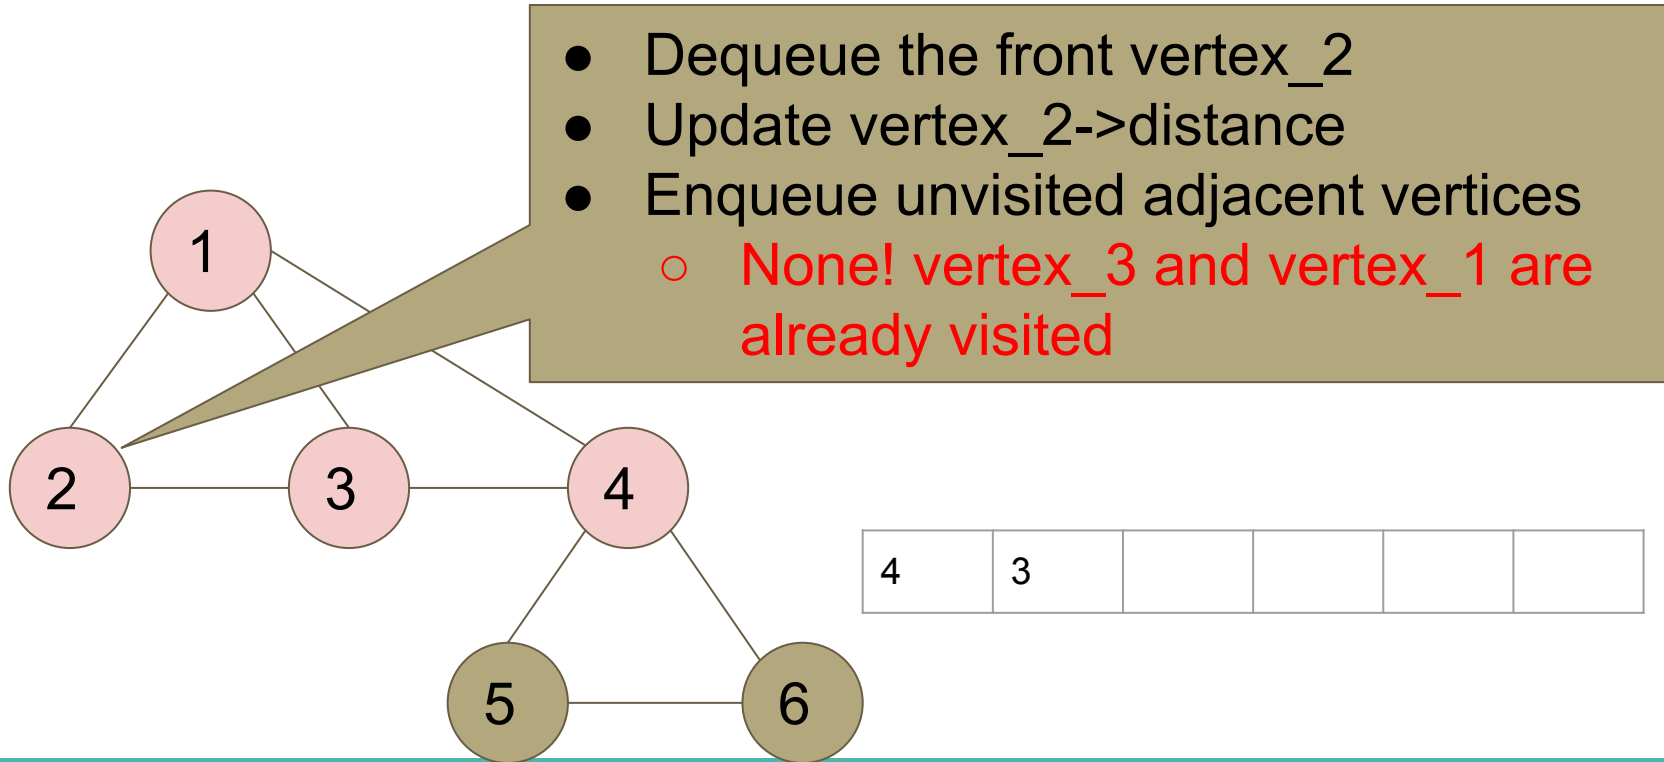 ● Dequeue the front vertex_2
● Update vertex_2->distance
● Enqueue unvisited adjacent vertices
○ None! vertex_3 and vertex_1 are
already visited
1
2 3 4
4 3
5 6